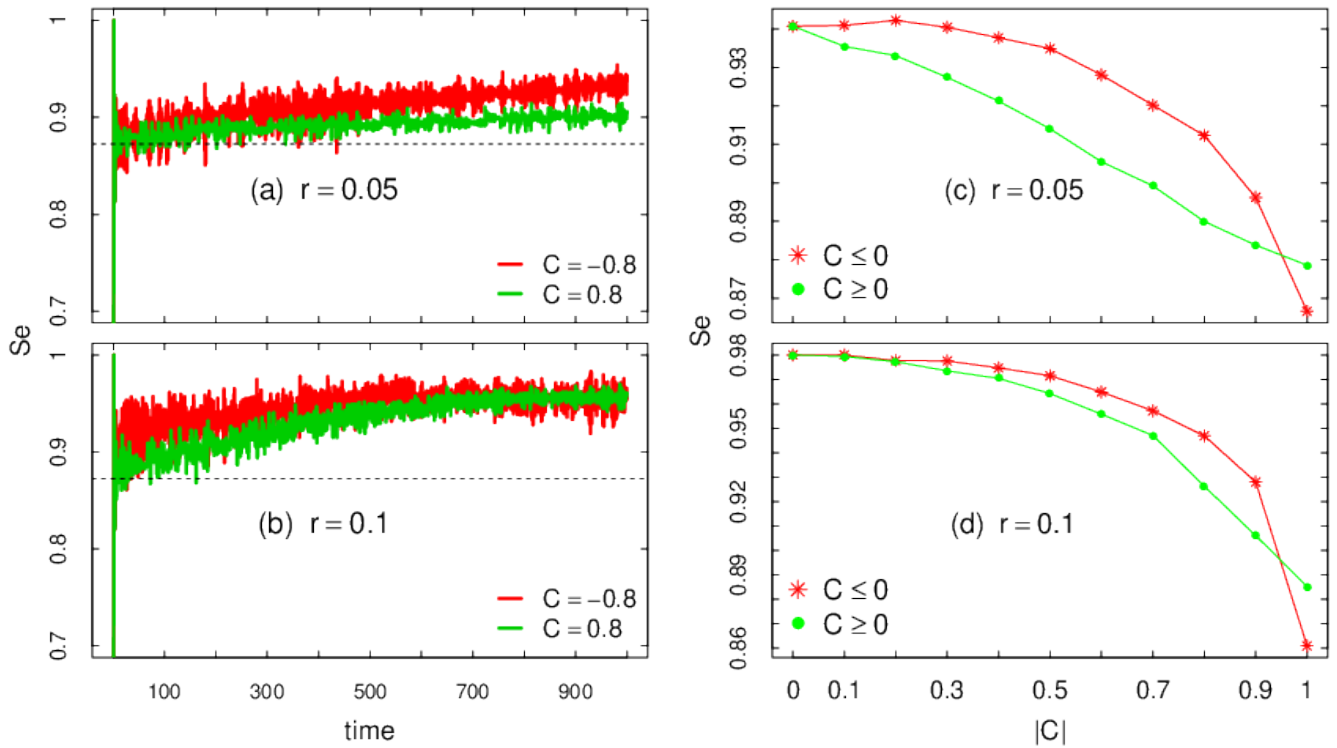 1
0.9
0.8
0.7
(a) r = 0.05
C = −0.8
C = 0.8
Se
1
0.9
0.8
0.7
(b) r = 0.1
C = −0.8
C = 0.8
100 300 500 700 900
time
0.93
0.91
0.89
0.87
(c) r = 0.05
C ≤ 0
C ≥ 0
Se
0.98
0.95
0.92
0.89
0.86
(d) r = 0.1
C ≤ 0
C ≥ 0
0 0.1 0.3 0.5 0.7 0.9 1
|C|